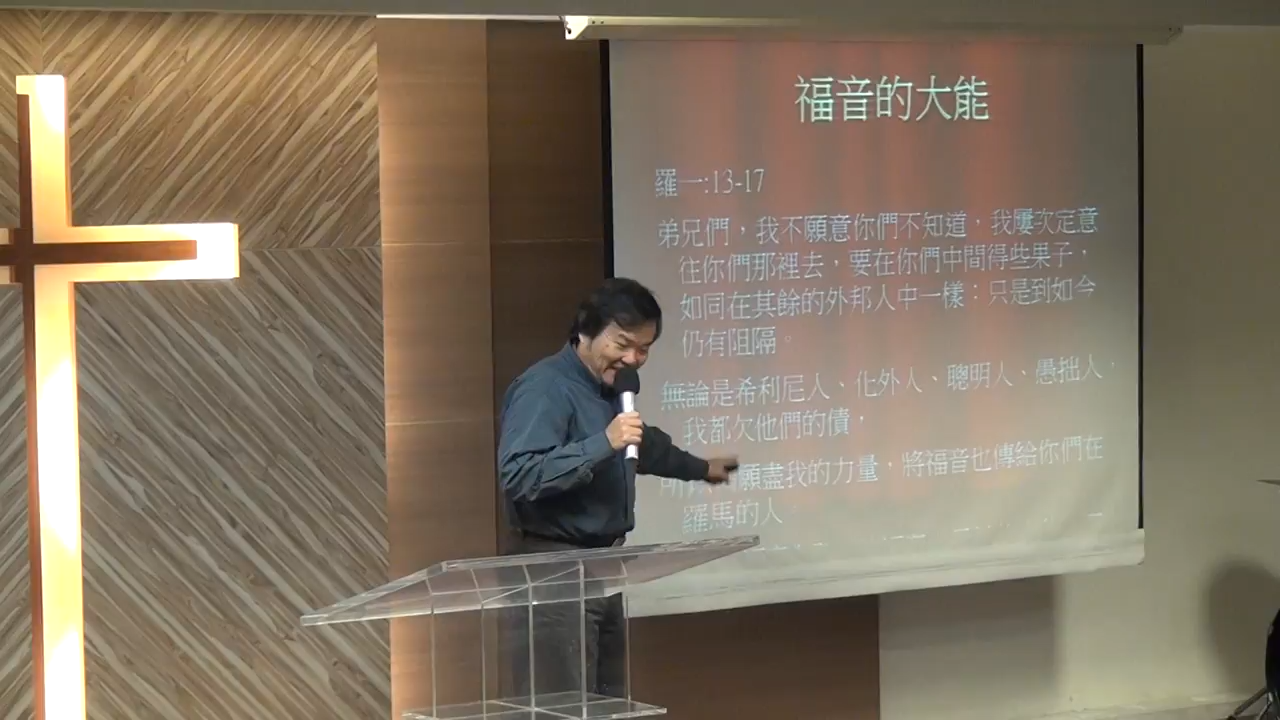 福音的大能
羅一:13-17
弟兄們，我不願意你們不知道，我屢次定意
往你們那裡去，要在你們中間得些果子，
如同在其餘的外邦人中一樣；只是到如今
仍有阻隔。
無論是希利尼人、化外人、聰明人、愚拙人，
我都欠他們的債，
願盡我的力量，將福音也傳給你們在
羅馬的人。